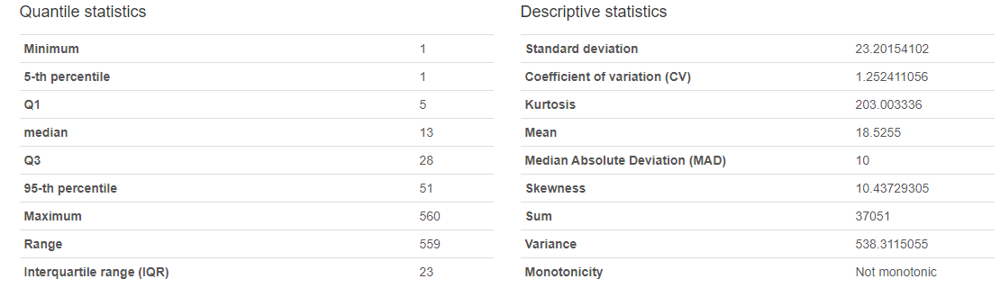 Quantile statistics
Minimum 1
5-th percentile 1
Q1 5
median 13
Q3 28
95-th percentile 51
Maximum 560
Range 559
Interquartile range (IQR) 23
Descriptive statistics
Standard deviation 23.20154102
Coefficient of variation (CV) 1.252411056
Kurtosis 203.003336
Mean 18.5255
Median Absolute Deviation (MAD) 10
Skewness 10.43729305
Sum 37051
Variance 538.3115055
Monotonicity Not monotonic